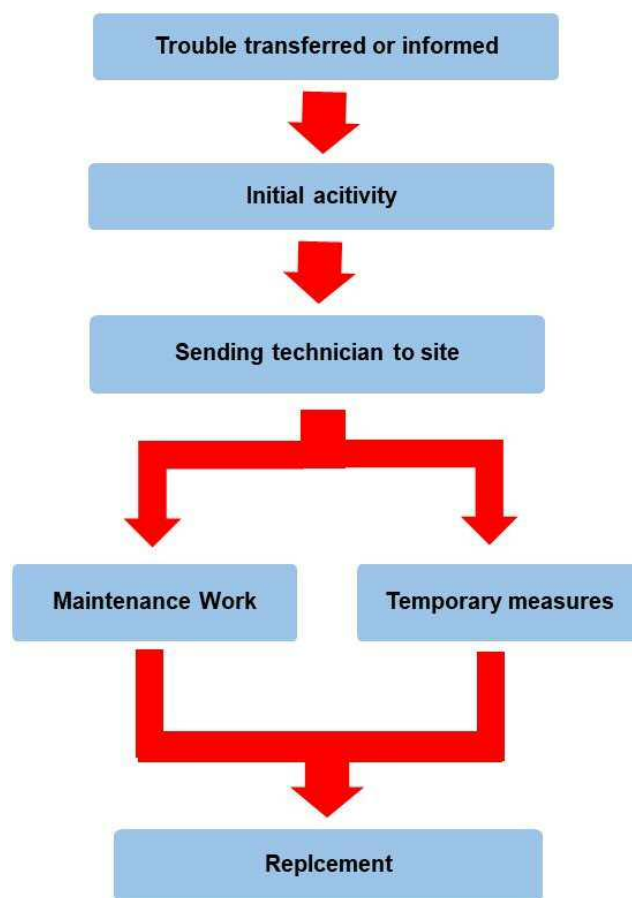 Trouble transferred or informed
Initial acitivity
Sending technician to site
Maintenance Work
Temporary measures
Replcement